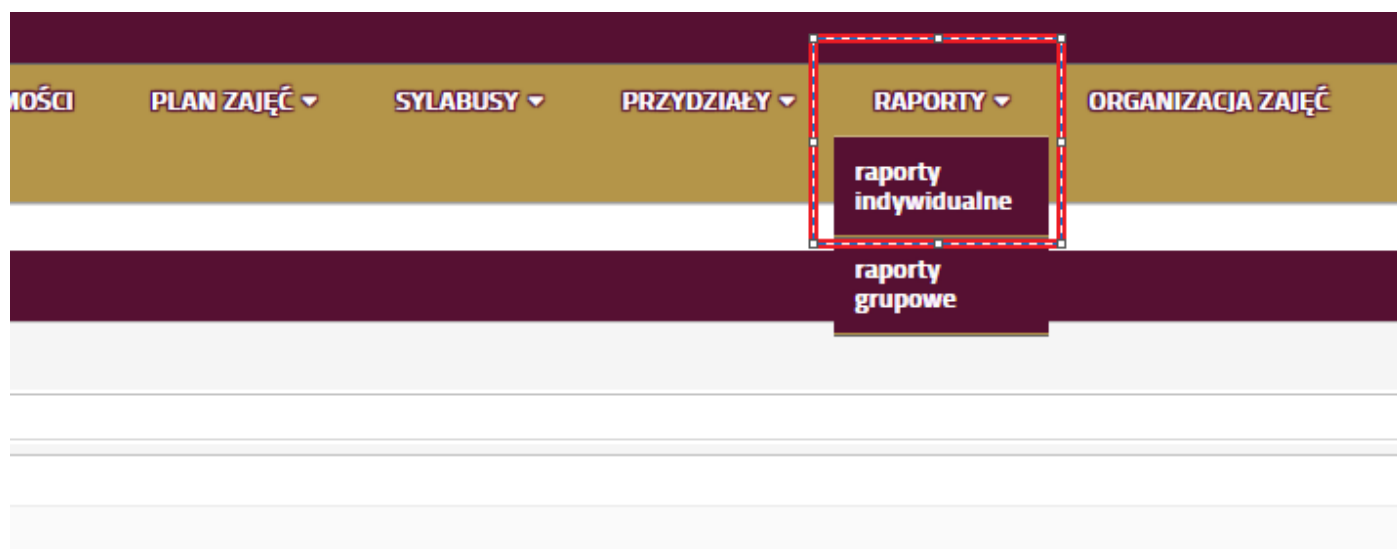 MOŚCI PLAN ZAJĘĆ SYLABUSY PRZYDZIAŁY RAPORTY ORGANIZACJA ZAJĘĆ
raporty
indywidualne
raporty
grupowe